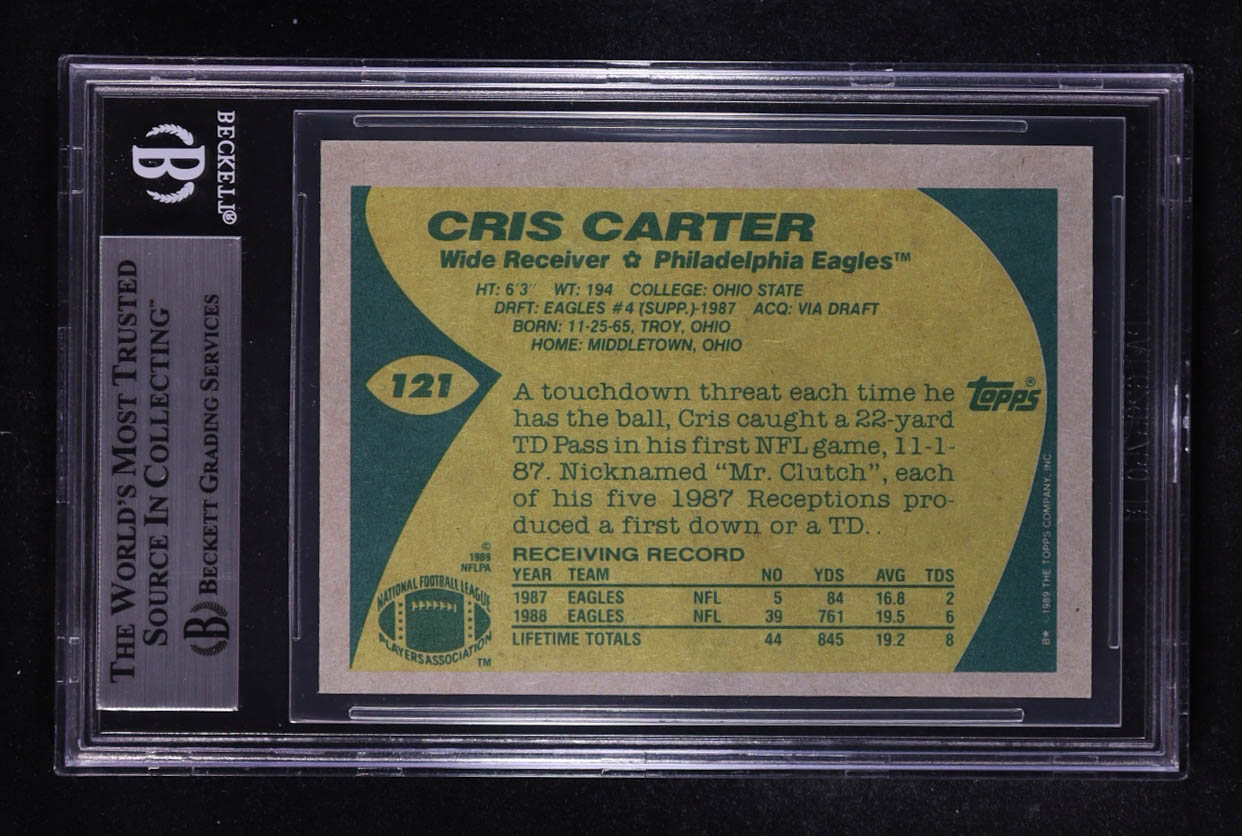 BECKETT®
B
THE WORLD'S MOST TRUSTED
SOURCE IN COLLECTING™
B BECKETT GRADING SERVICES
CRIS CARTER
Wide Receiver ✿ Philadelphia Eagles™
HT: 6'3" WT: 194 COLLEGE: OHIO STATE
DRFT: EAGLES #4 (SUPP.)-1987 ACQ: VIA DRAFT
BORN: 11-25-65, TROY, OHIO
HOME: MIDDLETOWN, OHIO
121
A touchdown threat each time he
has the ball, Cris caught a 22-yard
TD Pass in his first NFL game, 11-1-
87. Nicknamed “Mr. Clutch”, each
of his five 1987 Receptions pro-
duced a first down or a TD. .
topps®
RECEIVING RECORD
YEAR TEAM NO YDS AVG TDS
1987 EAGLES NFL 5 84 16.8 2
1988 EAGLES NFL 39 761 19.5 6
LIFETIME TOTALS 44 845 19.2 8
©
1989
NFLPA
NATIONAL FOOTBALL LEAGUE
PLAYERS ASSOCIATION
TM
B* © 1989 THE TOPPS COMPANY, INC.